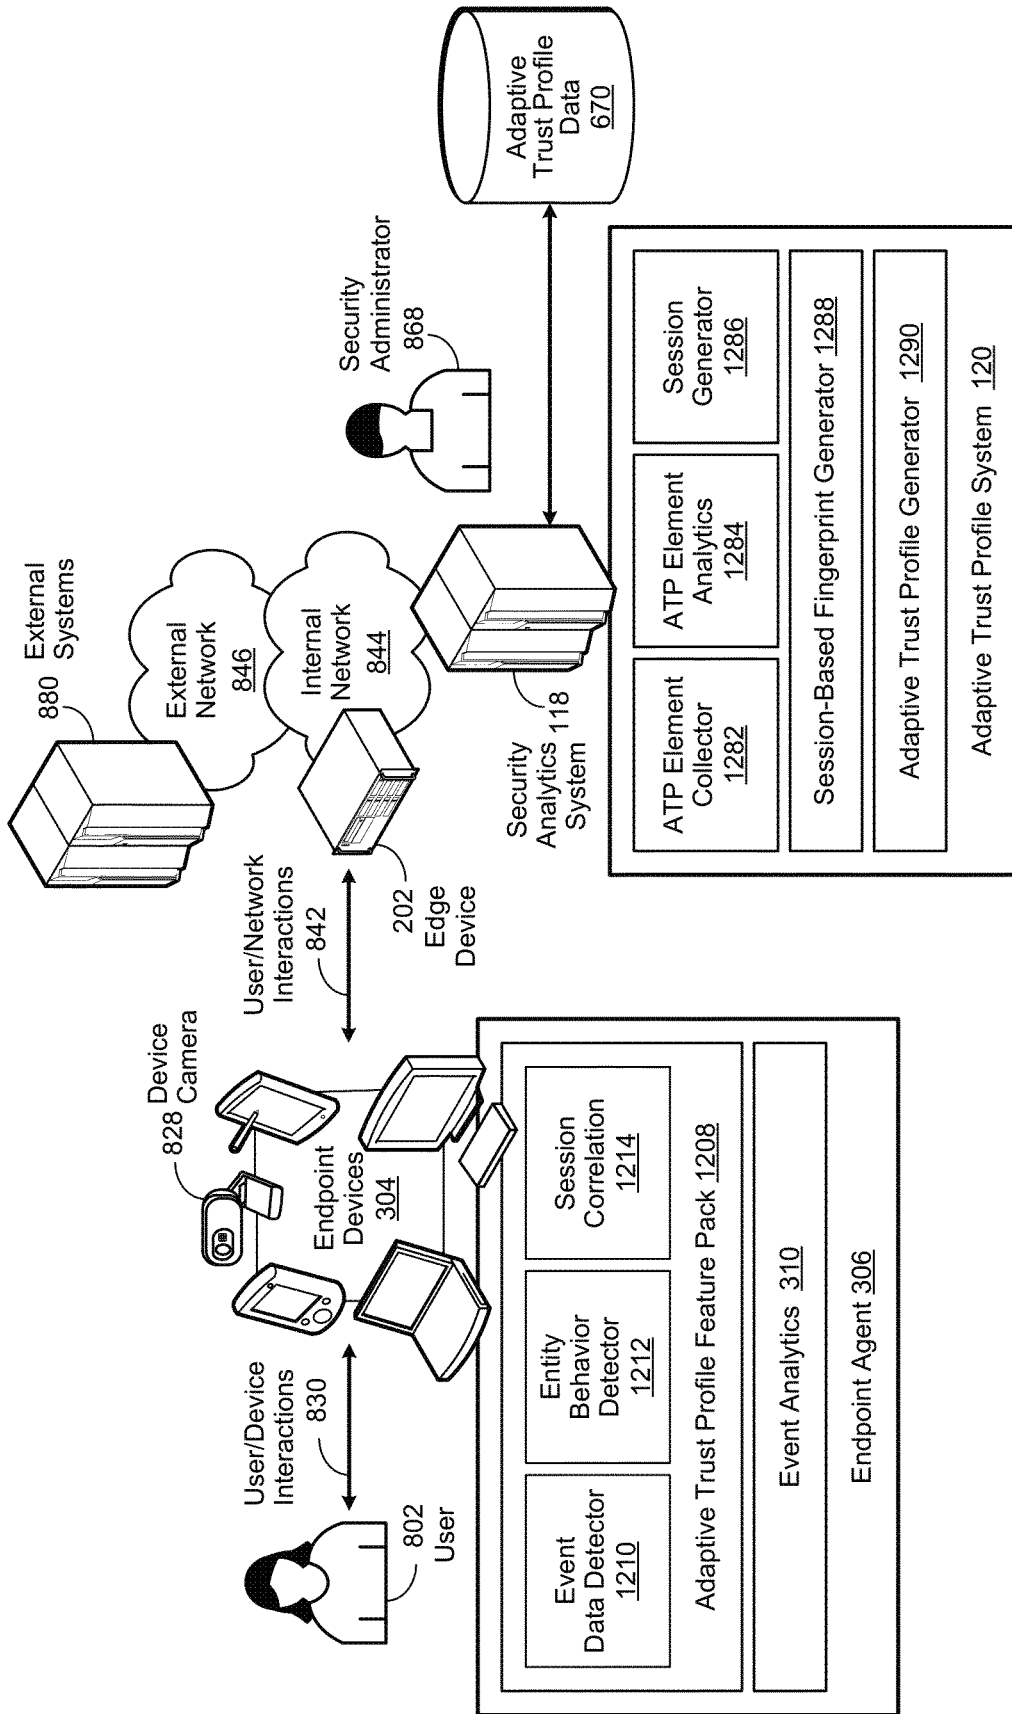 880
External
Systems
External
Network
846
Internal
Network
844
Security
Administrator
868
Adaptive
Trust Profile
Data
670
828
Device
Camera
User/Device
Interactions
830
User/Network
Interactions
842
Endpoint
Devices
304
802
User
202
Edge
Device
Security
Analytics 118
System
Event
Data Detector
1210
Entity
Behavior
Detector
1212
Session
Correlation
1214
Adaptive Trust Profile Feature Pack 1208
Event Analytics 310
Endpoint Agent 306
ATP Element
Collector
1282
ATP Element
Analytics
1284
Session
Generator
1286
Session-Based Fingerprint Generator 1288
Adaptive Trust Profile Generator 1290
Adaptive Trust Profile System 120